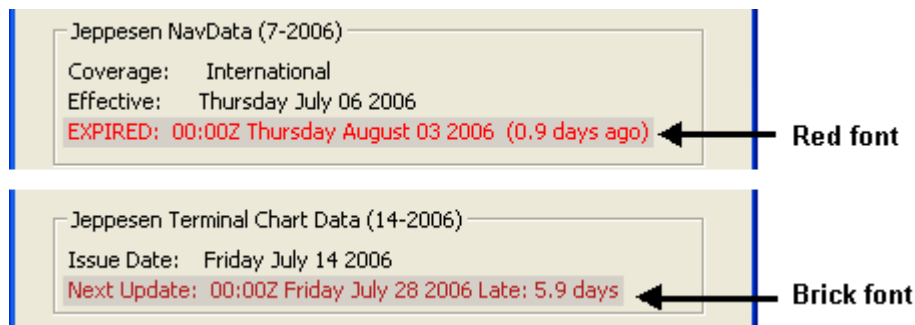 Jeppesen NavData (7-2006)
Coverage: International
Effective: Thursday July 06 2006
EXPIRED: 00:00Z Thursday August 03 2006 (0.9 days ago)
Red font
Jeppesen Terminal Chart Data (14-2006)
Issue Date: Friday July 14 2006
Next Update: 00:00Z Friday July 28 2006 Late: 5.9 days
Brick font